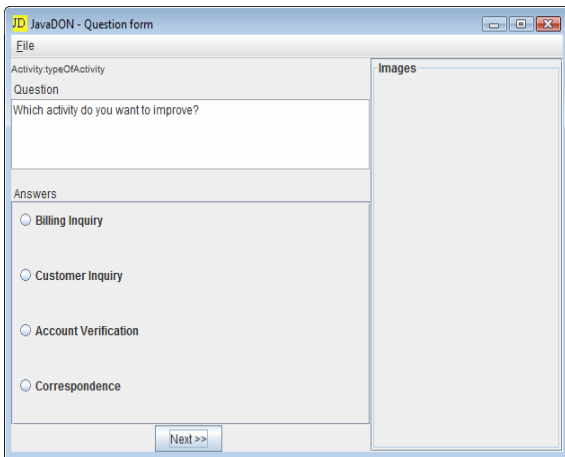 JD JavaDON - Question form
File
Activity:typeOfActivity
Question
Which activity do you want to improve?
Answers
Billing Inquiry
Customer Inquiry
Account Verification
Correspondence
Next >>
Images